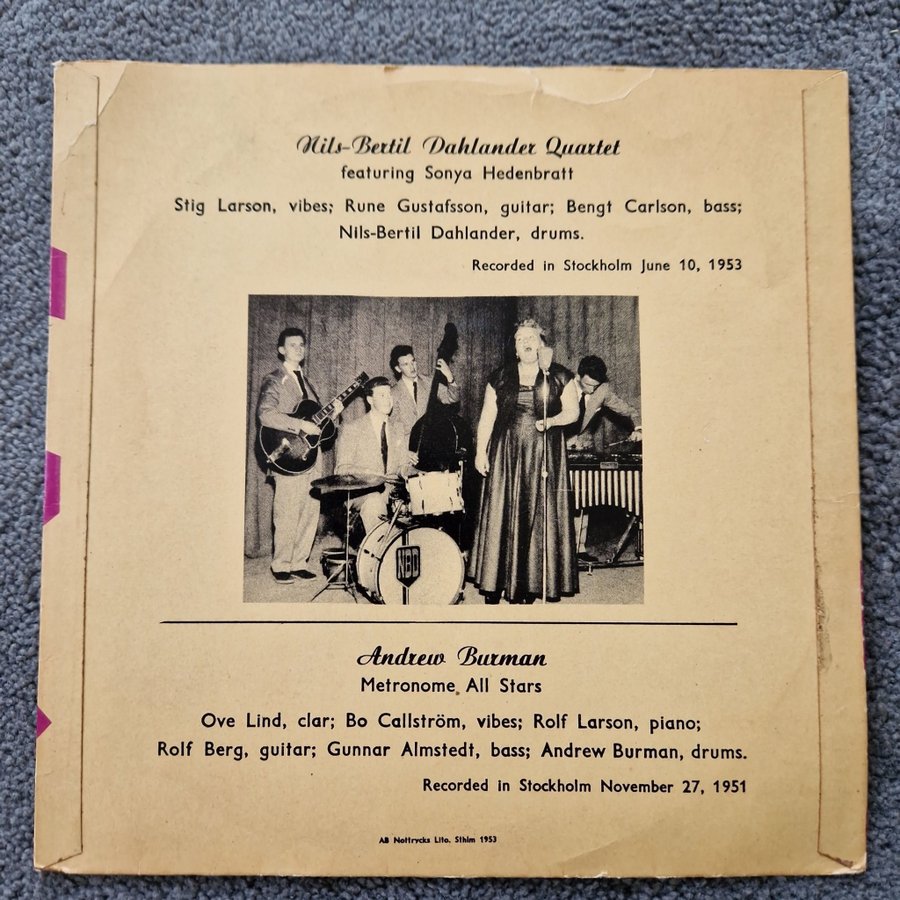 Nils-Bertil Dahlander Quartet
featuring Sonya Hedenbratt
Stig Larson, vibes; Rune Gustafsson, guitar; Bengt Carlson, bass;
Nils-Bertil Dahlander, drums.
Recorded in Stockholm June 10, 1953
NBD
Andrew Burman
Metronome All Stars
Ove Lind, clar; Bo Callström, vibes; Rolf Larson, piano;
Rolf Berg, guitar; Gunnar Almstedt, bass; Andrew Burman, drums.
Recorded in Stockholm November 27, 1951
AB Nottrycks Lito. Sthlm 1953